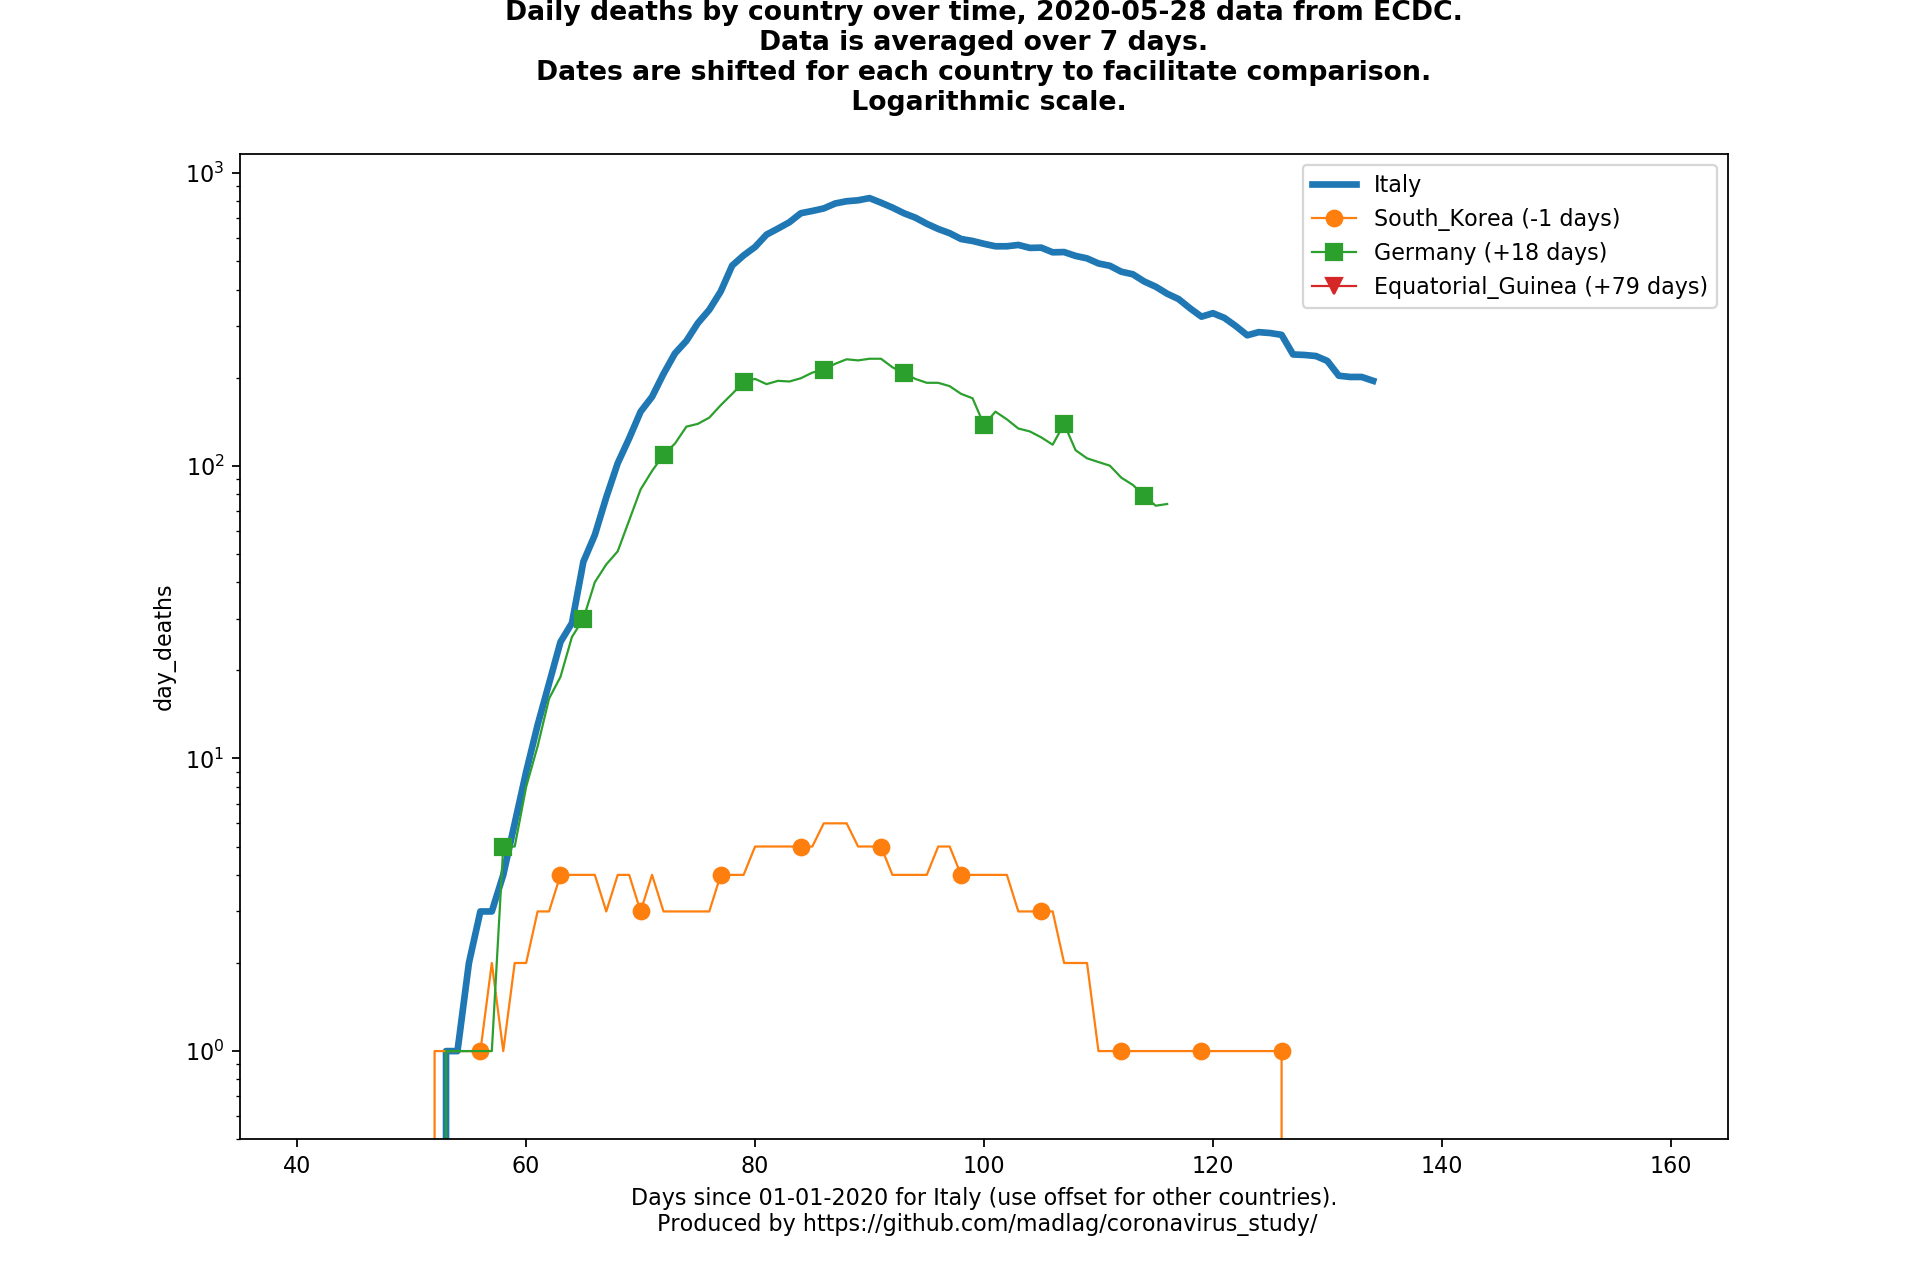 Daily deaths by country over time, 2020-05-28 data from ECDC.
Data is averaged over 7 days.
Dates are shifted for each country to facilitate comparison.
Logarithmic scale.
10³
10²
10¹
10⁰
day_deaths
Italy
South_Korea (-1 days)
Germany (+18 days)
Equatorial_Guinea (+79 days)
40 60 80 100 120 140 160
Days since 01-01-2020 for Italy (use offset for other countries).
Produced by https://github.com/madlag/coronavirus_study/